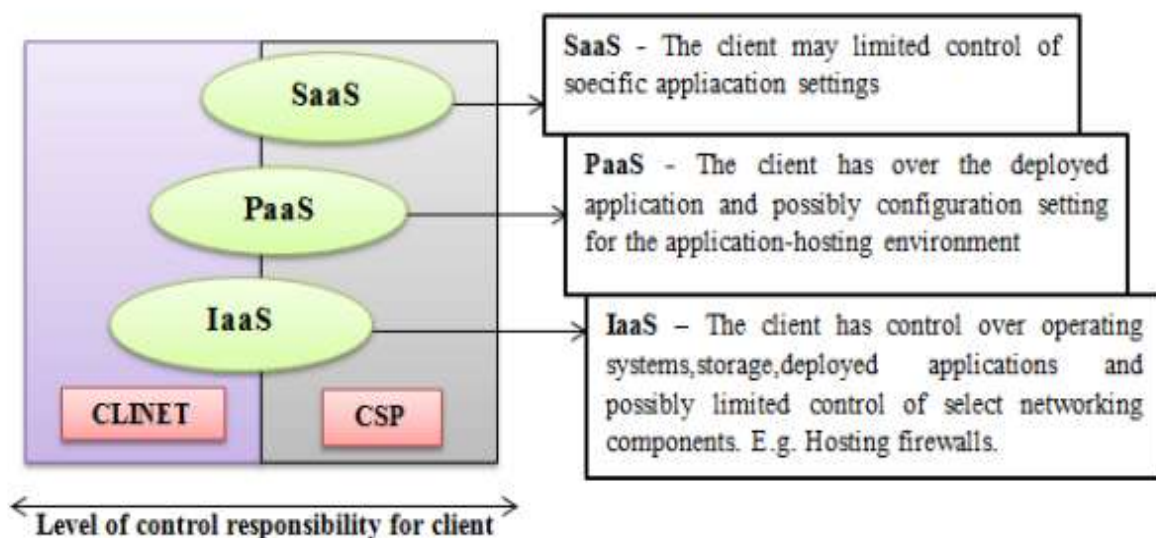 SaaS
PaaS
IaaS
CLINET
CSP
Level of control responsibility for client
SaaS - The client may limited control of
soecific appliacation settings
PaaS - The client has over the deployed
application and possibly configuration setting
for the application-hosting environment
IaaS – The client has control over operating
systems,storage,deployed applications and
possibly limited control of select networking
components. E.g. Hosting firewalls.